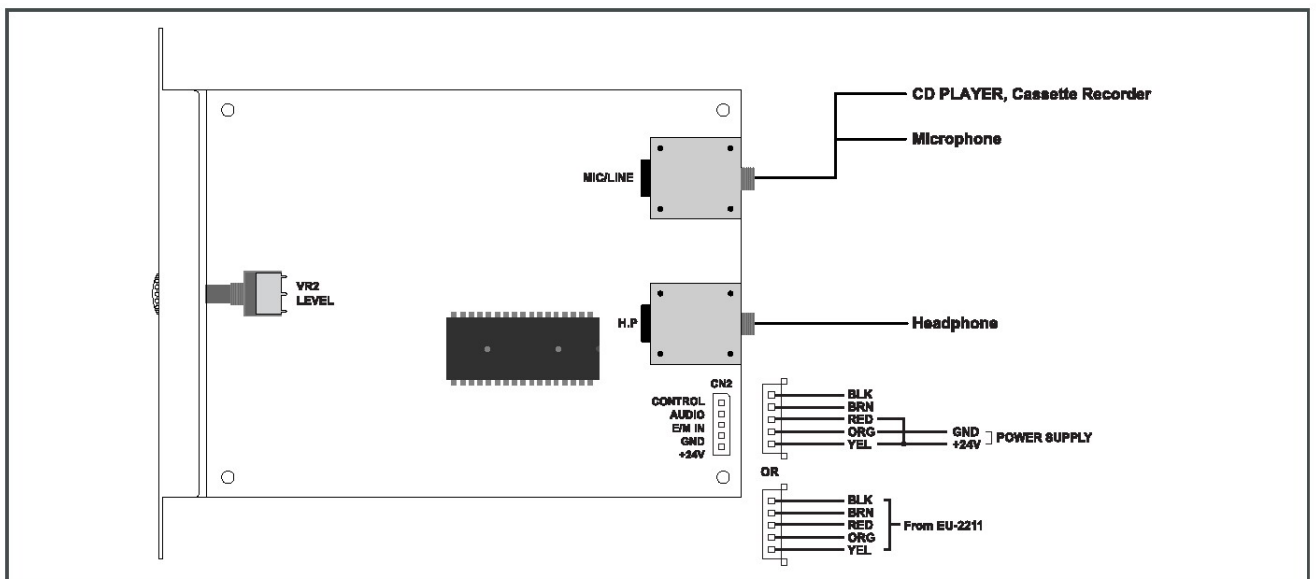 CD PLAYER, Cassette Recorder
Microphone
MIC/LINE
VR2
LEVEL
H.P
Headphone
CN2
CONTROL
AUDIO
E/M IN
GND
+24V
BLK
BRN
RED
ORG
YEL
GND
+24V
POWER SUPPLY
OR
BLK
BRN
RED
ORG
YEL
From EU-2211